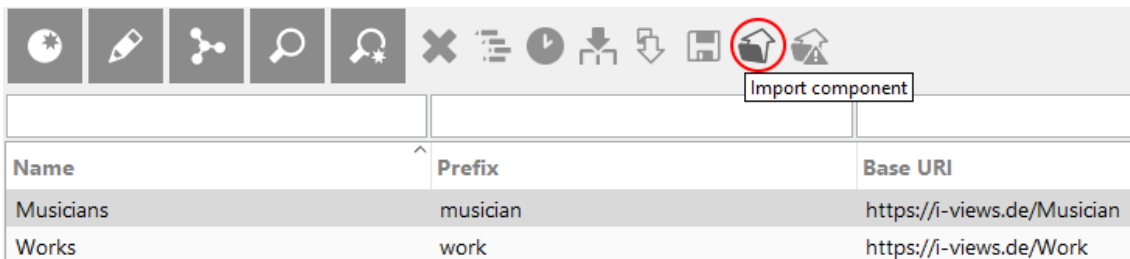 Import component
Name Prefix Base URI
Musicians musician https://i-views.de/Musician
Works work https://i-views.de/Work